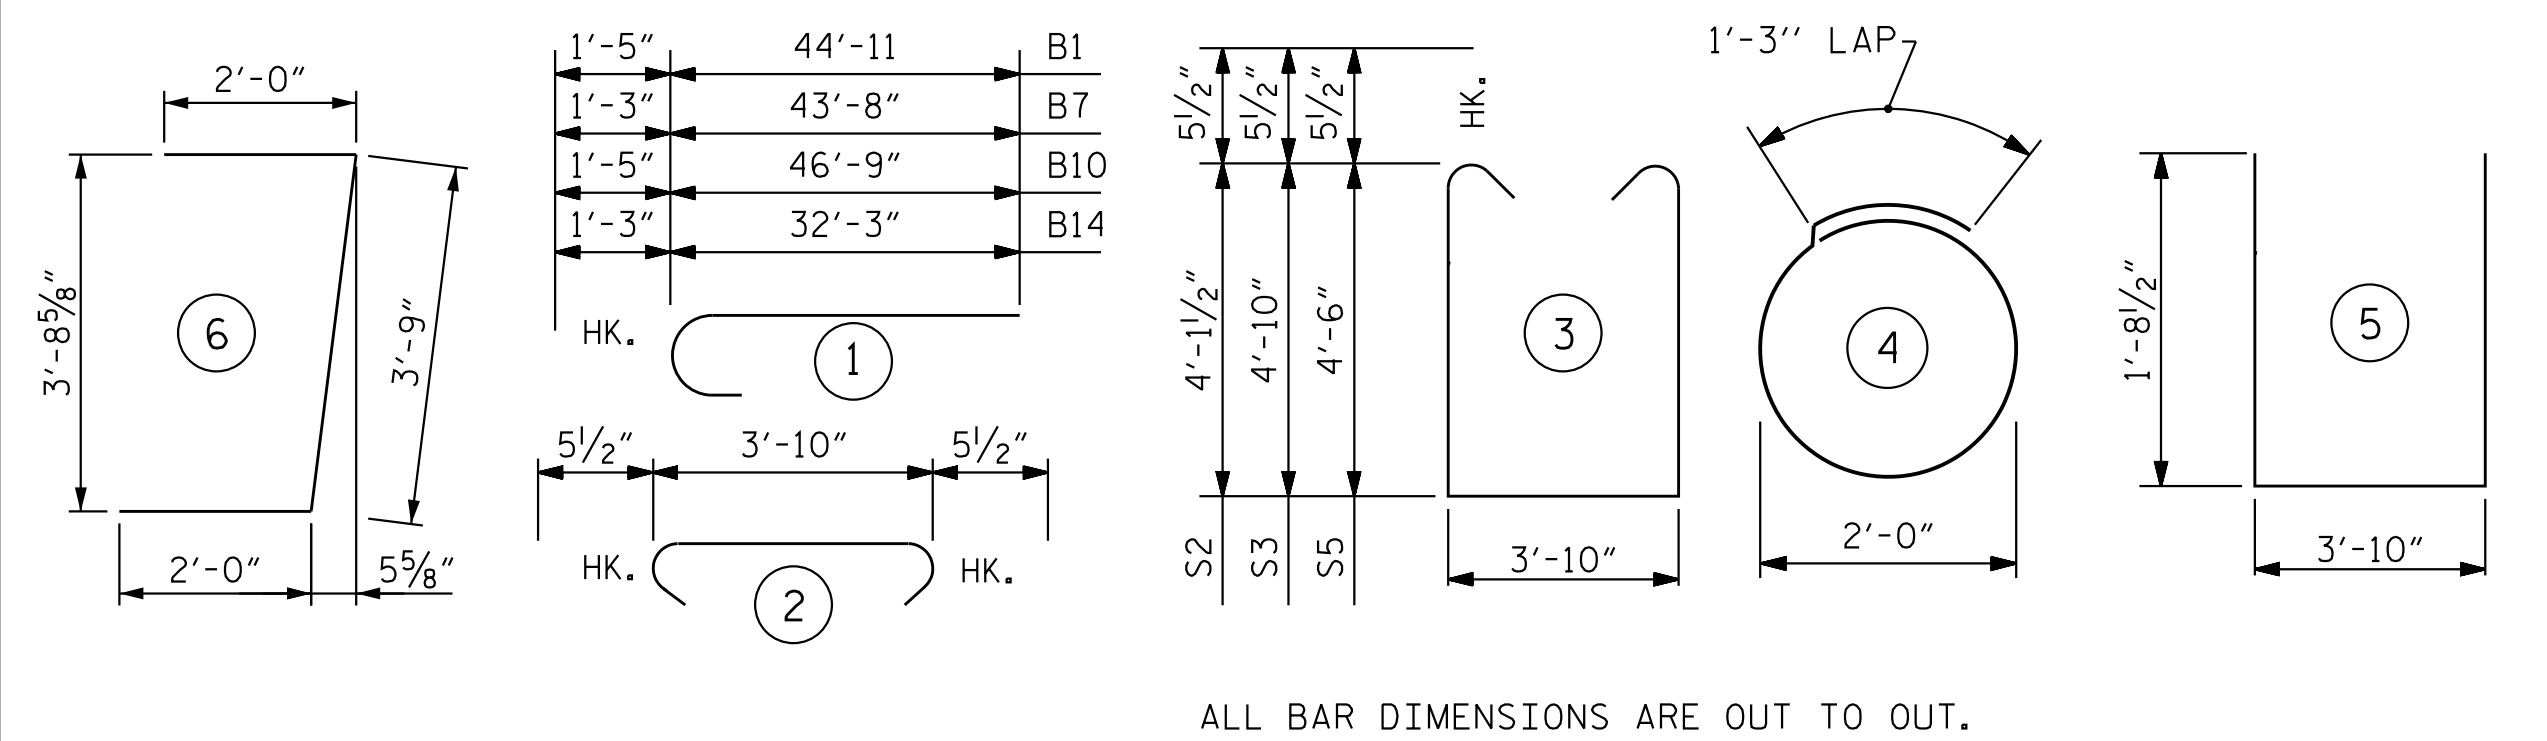 2'-0"
3'-8⅝"
6
3'-9"
2'-0"
5⅝"
1'-5" 44'-11 B1
1'-3" 43'-8" B7
1'-5" 46'-9" B10
1'-3" 32'-3" B14
HK.
1
5½" 3'-10" 5½"
HK. HK.
2
5½" 5½" 5½" HK.
4'-1½" 4'-10" 4'-6"
S2 S3 S5
3
3'-10"
1'-3'' LAP
4
2'-0"
1'-8½"
5
3'-10"
ALL BAR DIMENSIONS ARE OUT TO OUT.